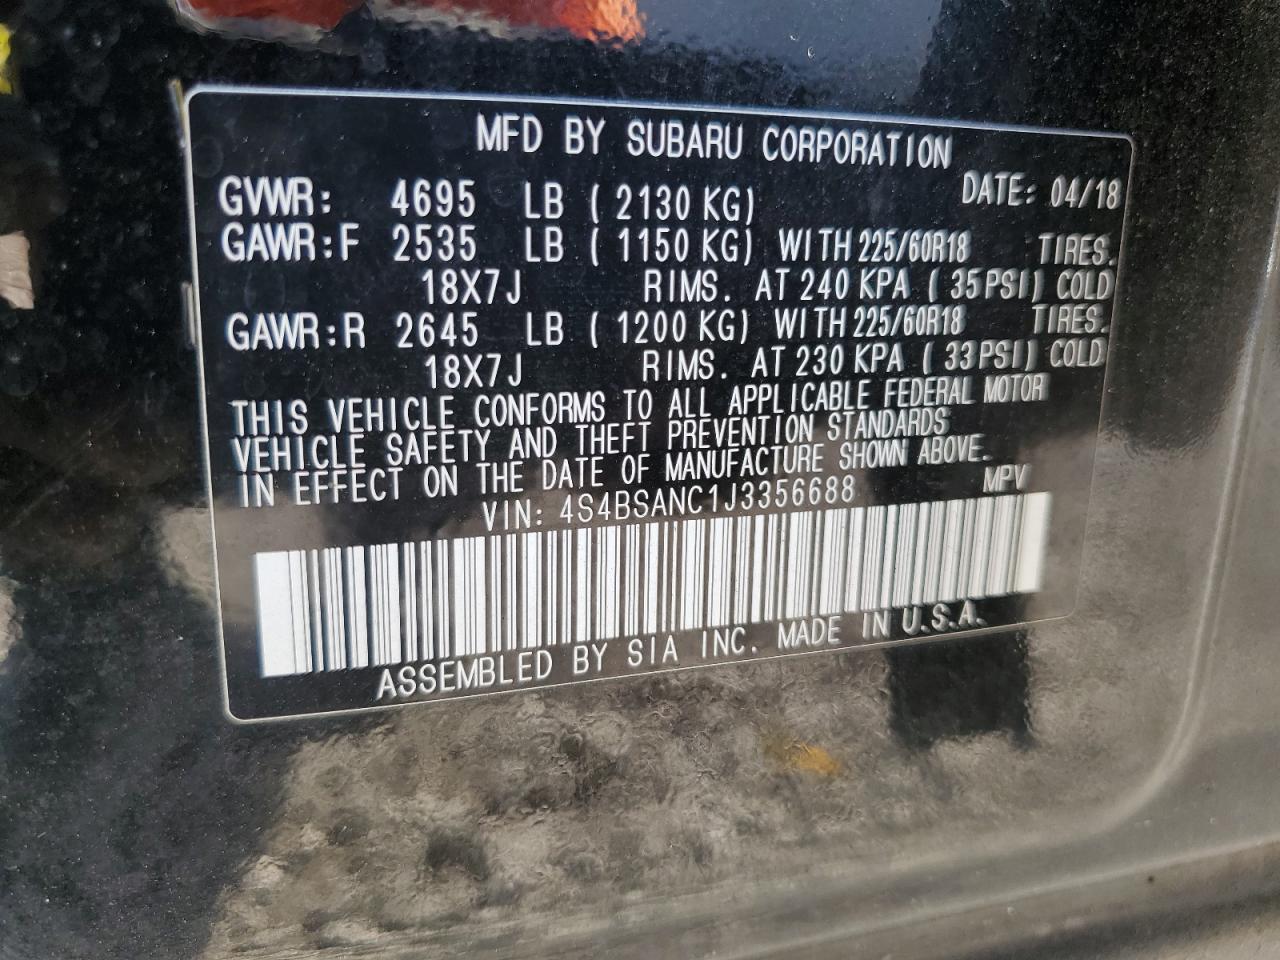 MFD BY SUBARU CORPORATION
GVWR: 4695 LB ( 2130 KG) DATE: 04/18
GAWR:F 2535 LB ( 1150 KG) WITH 225/60R18 TIRES.
18X7J RIMS. AT 240 KPA ( 35PSI) COLD
GAWR:R 2645 LB ( 1200 KG) WITH 225/60R18 TIRES.
18X7J RIMS. AT 230 KPA ( 33PSI) COLD
THIS VEHICLE CONFORMS TO ALL APPLICABLE FEDERAL MOTOR
VEHICLE SAFETY AND THEFT PREVENTION STANDARDS
IN EFFECT ON THE DATE OF MANUFACTURE SHOWN ABOVE.
VIN: 4S4BSANC1J3356688 MPV
ASSEMBLED BY SIA INC. MADE IN U.S.A.